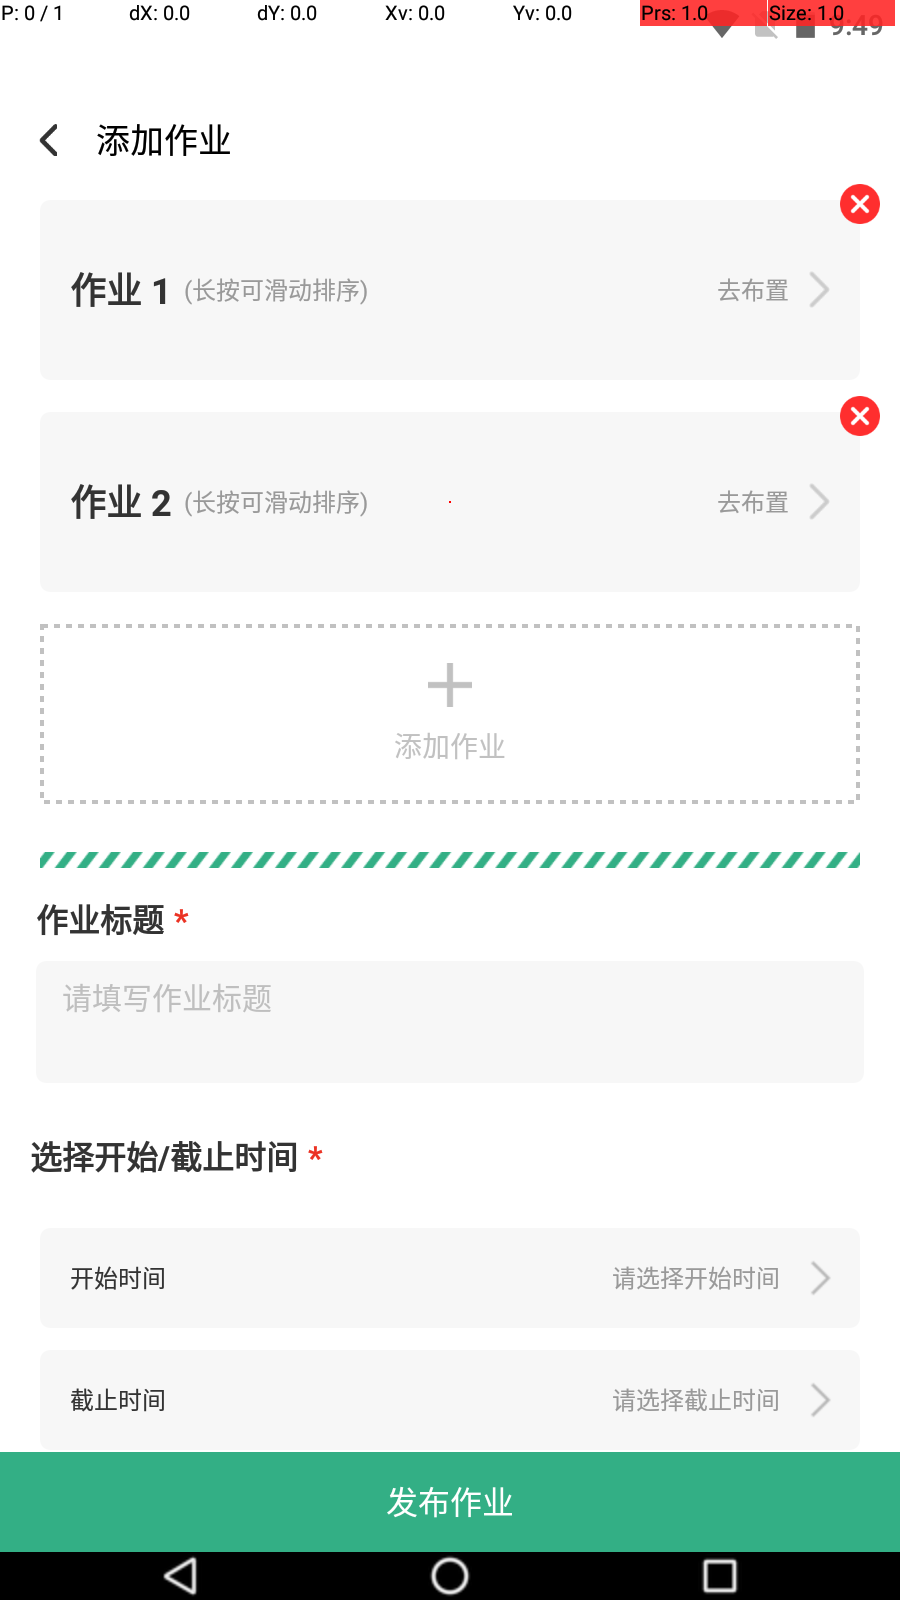 P: 0 / 1 dX: 0.0 dY: 0.0 Xv: 0.0 Yv: 0.0 Prs: 1.0 Size: 1.0
9:49
添加作业
作业 1 (长按可滑动排序) 去布置
作业 2 (长按可滑动排序) 去布置
添加作业
作业标题 *
请填写作业标题
选择开始/截止时间 *
开始时间 请选择开始时间
截止时间 请选择截止时间
发布作业